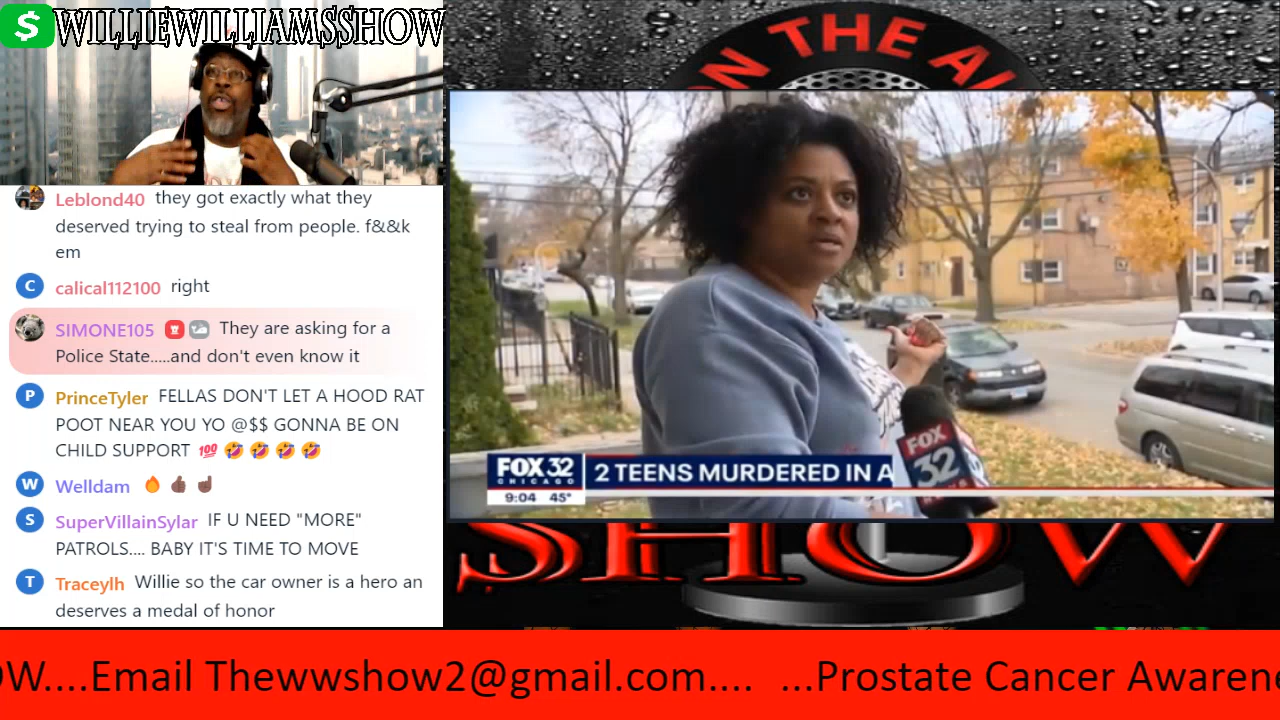 WILLIEWILLIAMSSHOW
ON THE AI
Leblond40 they got exactly what they
deserved trying to steal from people. f&&k
em
C calical112100 right
SIMONE105 They are asking for a
Police State.....and don't even know it
P PrinceTyler FELLAS DON'T LET A HOOD RAT
POOT NEAR YOU YO @$$ GONNA BE ON
CHILD SUPPORT 💯 🤣 🤣 🤣 🤣
W Welldam 🔥 👍🏾 ☝🏾
S SuperVillainSylar IF U NEED "MORE"
PATROLS.... BABY IT'S TIME TO MOVE
T Traceylh Willie so the car owner is a hero an
deserves a medal of honor
FOX 32
CHICAGO
9:04 45°
2 TEENS MURDERED IN A
FOX
32
SHOW
OW....Email Thewwshow2@gmail.com.... ...Prostate Cancer Awarene